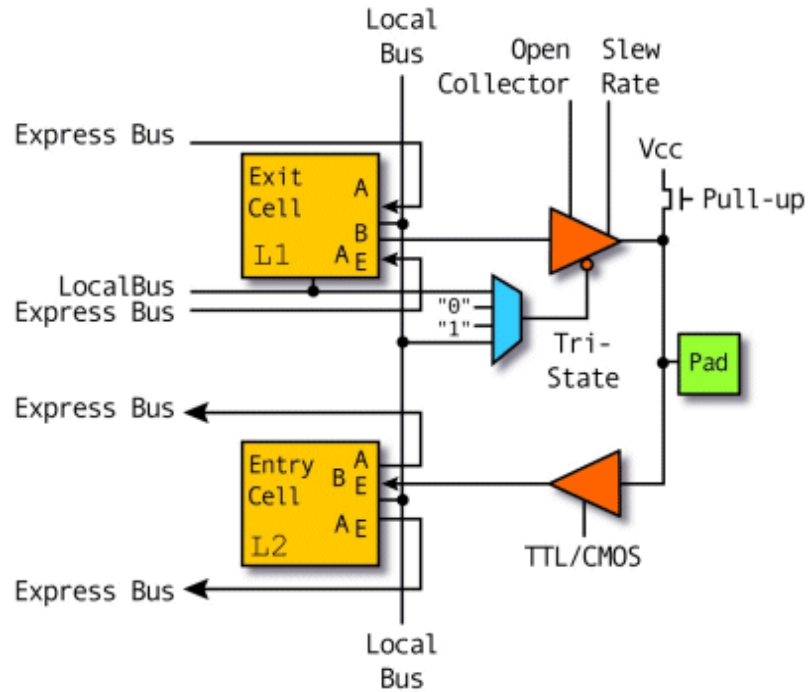 Local
Bus
Open
Collector
Slew
Rate
Express Bus
Vcc
Exit
Cell
A
Pull-up
B
L1
A E
LocalBus
Express Bus
"0"
"1"
Tri-
State
Pad
Express Bus
Entry
Cell
A
B E
A E
L2
TTL/CMOS
Express Bus
Local
Bus